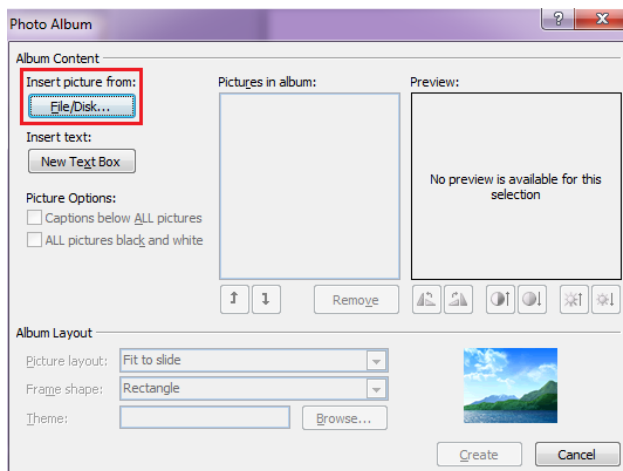 Photo Album
?
X
Album Content
Insert picture from:
File/Disk...
Insert text:
New Text Box
Picture Options:
Captions below ALL pictures
ALL pictures black and white
Pictures in album:
Remove
Preview:
No preview is available for this
selection
Album Layout
Picture layout:
Fit to slide
Frame shape:
Rectangle
Theme:
Browse...
Create
Cancel